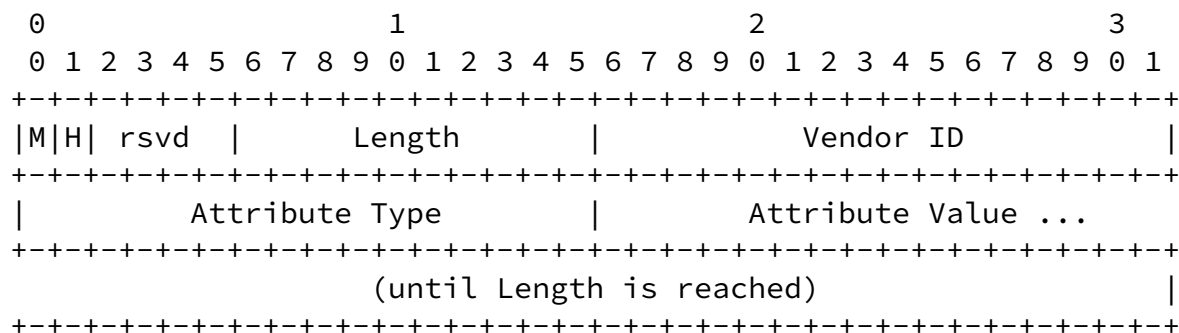 0                   1                   2                   3
 0 1 2 3 4 5 6 7 8 9 0 1 2 3 4 5 6 7 8 9 0 1 2 3 4 5 6 7 8 9 0 1
+-+-+-+-+-+-+-+-+-+-+-+-+-+-+-+-+-+-+-+-+-+-+-+-+-+-+-+-+-+-+-+-+
|M|H| rsvd  |      Length       |           Vendor ID           |
+-+-+-+-+-+-+-+-+-+-+-+-+-+-+-+-+-+-+-+-+-+-+-+-+-+-+-+-+-+-+-+-+
|         Attribute Type        |        Attribute Value ...
+-+-+-+-+-+-+-+-+-+-+-+-+-+-+-+-+-+-+-+-+-+-+-+-+-+-+-+-+-+-+-+-+
                    (until Length is reached)                   |
+-+-+-+-+-+-+-+-+-+-+-+-+-+-+-+-+-+-+-+-+-+-+-+-+-+-+-+-+-+-+-+-+